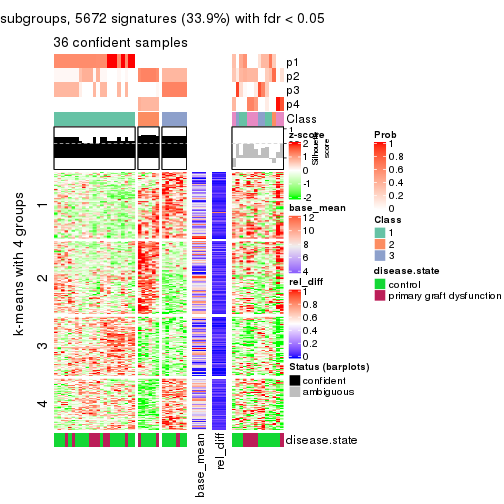 subgroups, 5672 signatures (33.9%) with fdr < 0.05
36 confident samples
p1
p2
p3
p4
Class
1
Silhouette
score
k-means with 4 groups
1
2
3
4
z-score
2
1
0
-1
-2
base_mean
12
10
8
6
4
rel_diff
1
0.8
0.6
0.4
0.2
0
Status (barplots)
confident
ambiguous
Prob
1
0.8
0.6
0.4
0.2
0
Class
1
2
3
disease.state
control
primary graft dysfunction
disease.state
base_mean
rel_diff